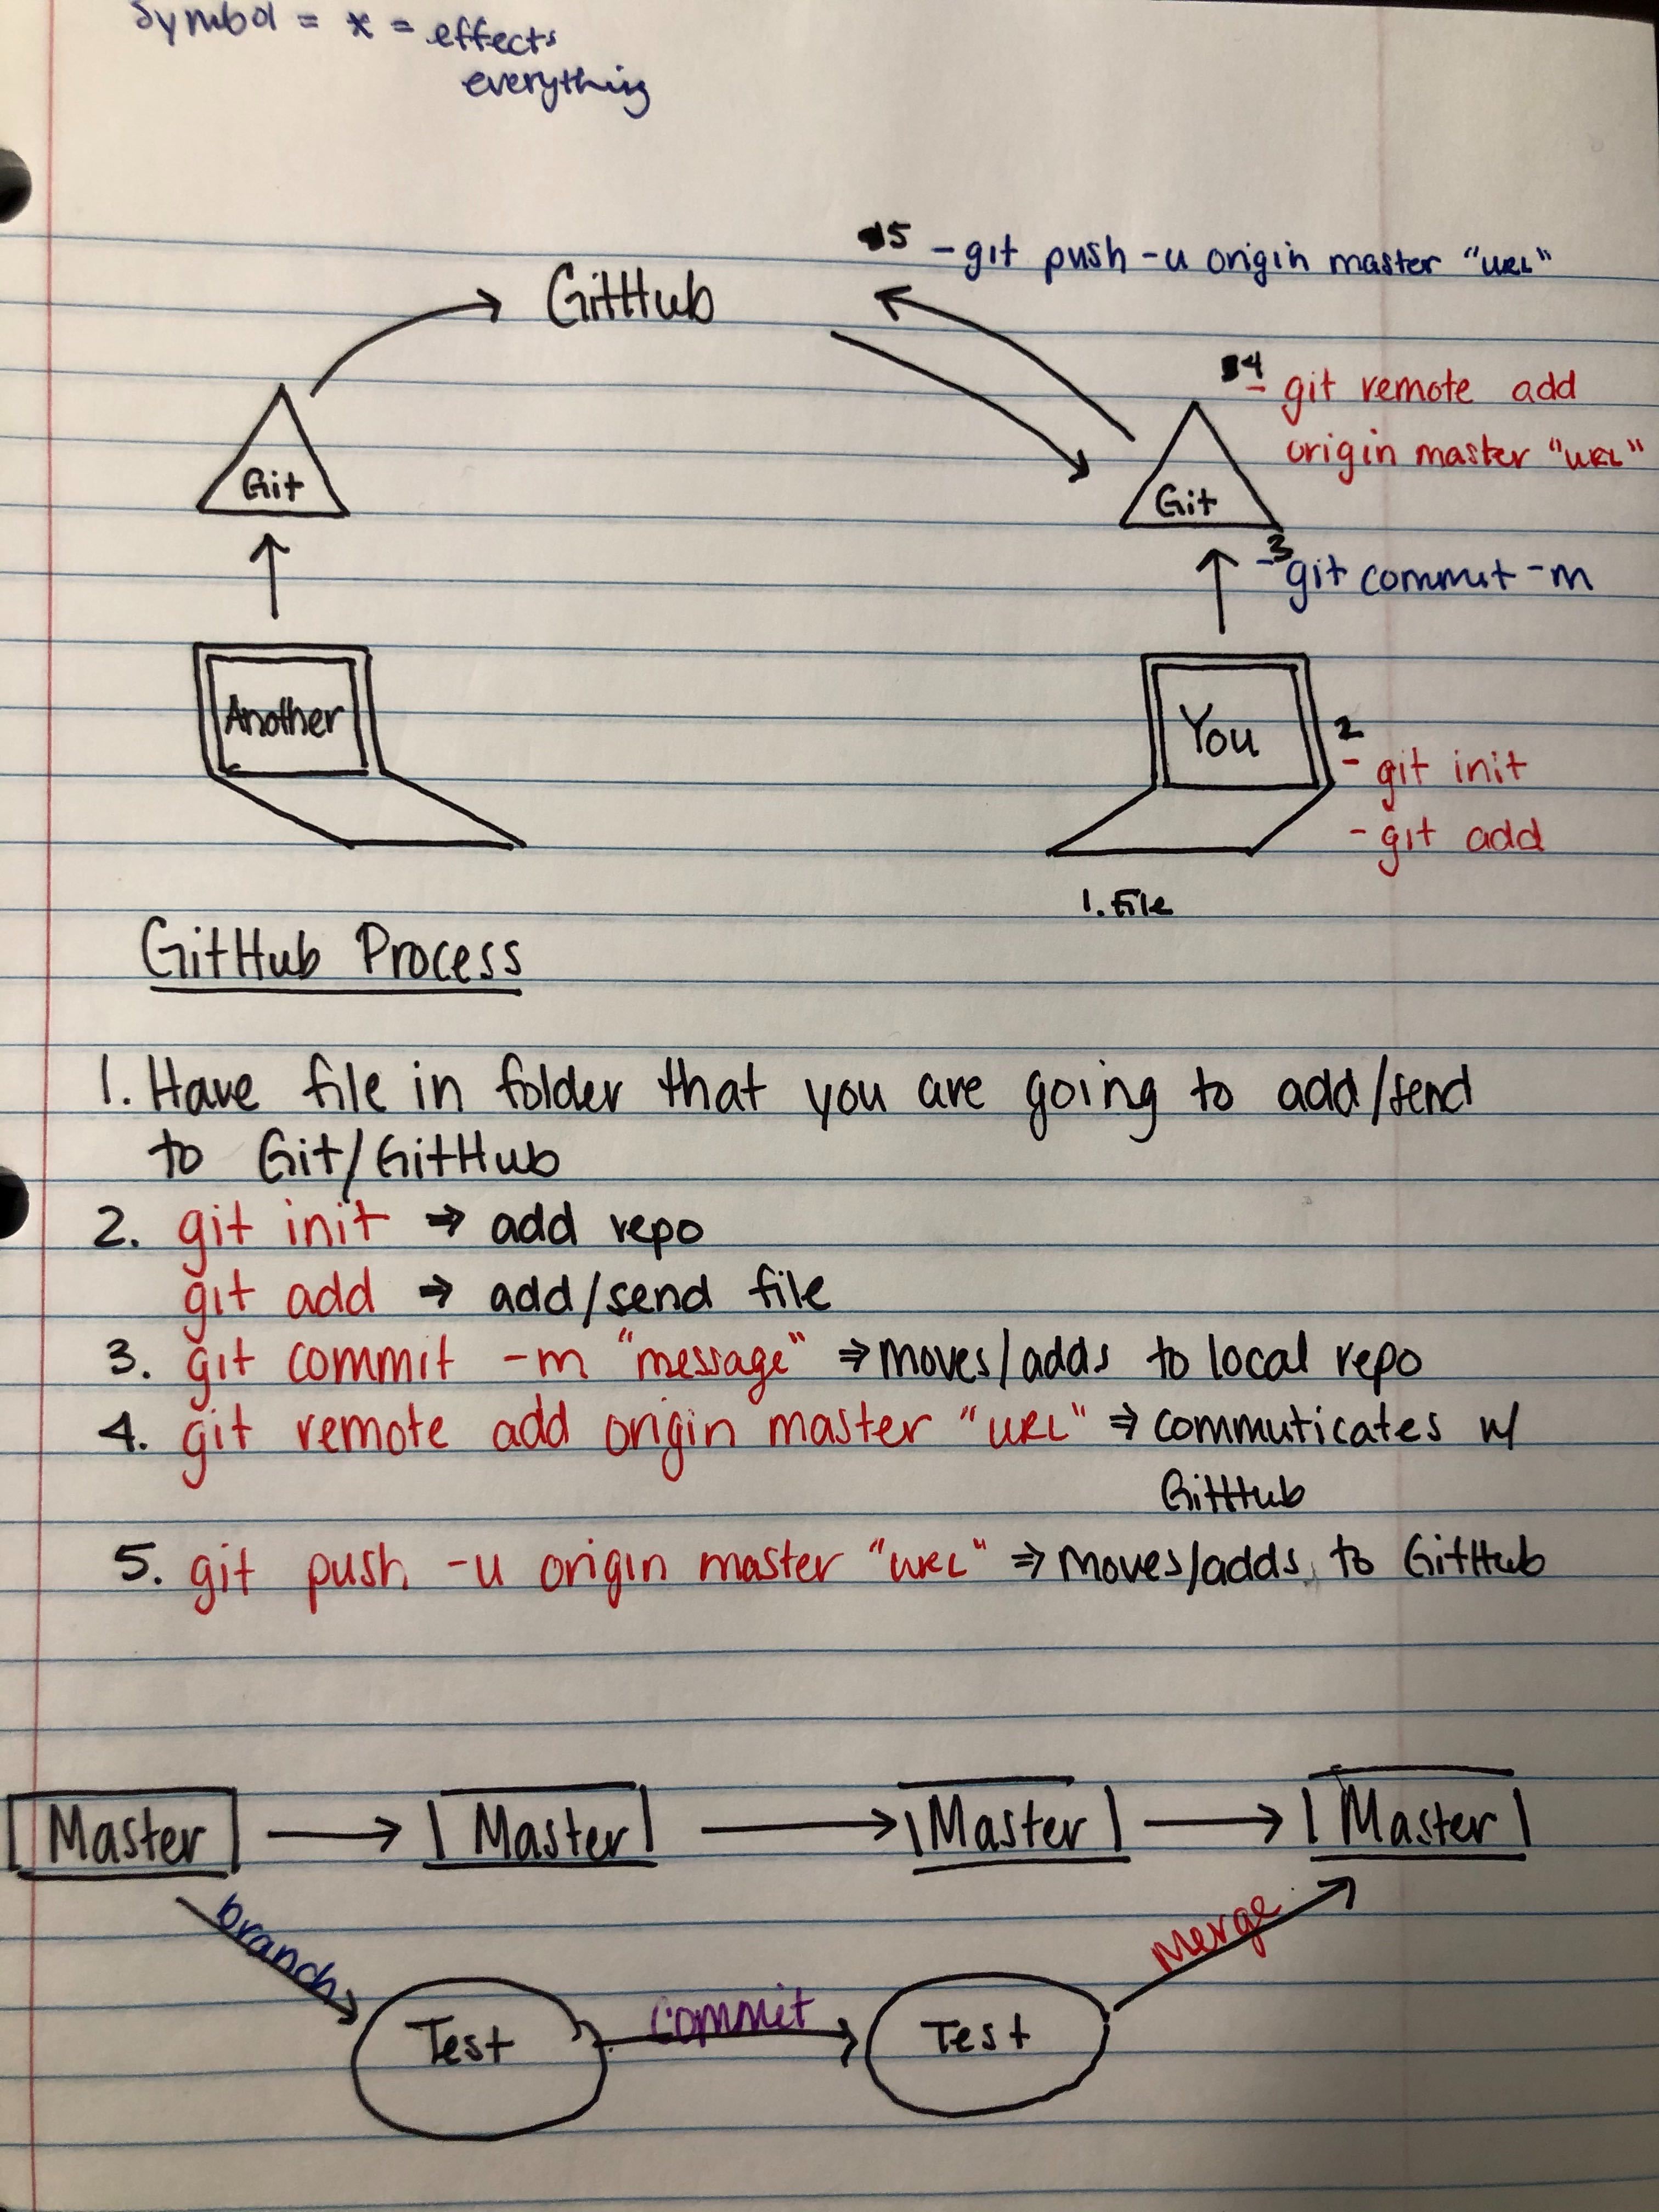 Symbol = * = effects
everything
5 - git push -u origin master "URL"
GitHub
4 - git remote add
origin master "URL"
Git
Git
3 - git commit -m
Another
You
2
- git init
- git add
1. File
GitHub Process
1. Have file in folder that you are going to add/send
to Git/GitHub
2. git init ⇒ add repo
git add ⇒ add/send file
3. git commit -m "message" ⇒ moves/adds to local repo
4. git remote add origin master "URL" ⇒ commuticates w/
GitHub
5. git push -u origin master "URL" ⇒ moves/adds to GitHub
Master → Master → Master → Master
branch
merge
Test commit Test